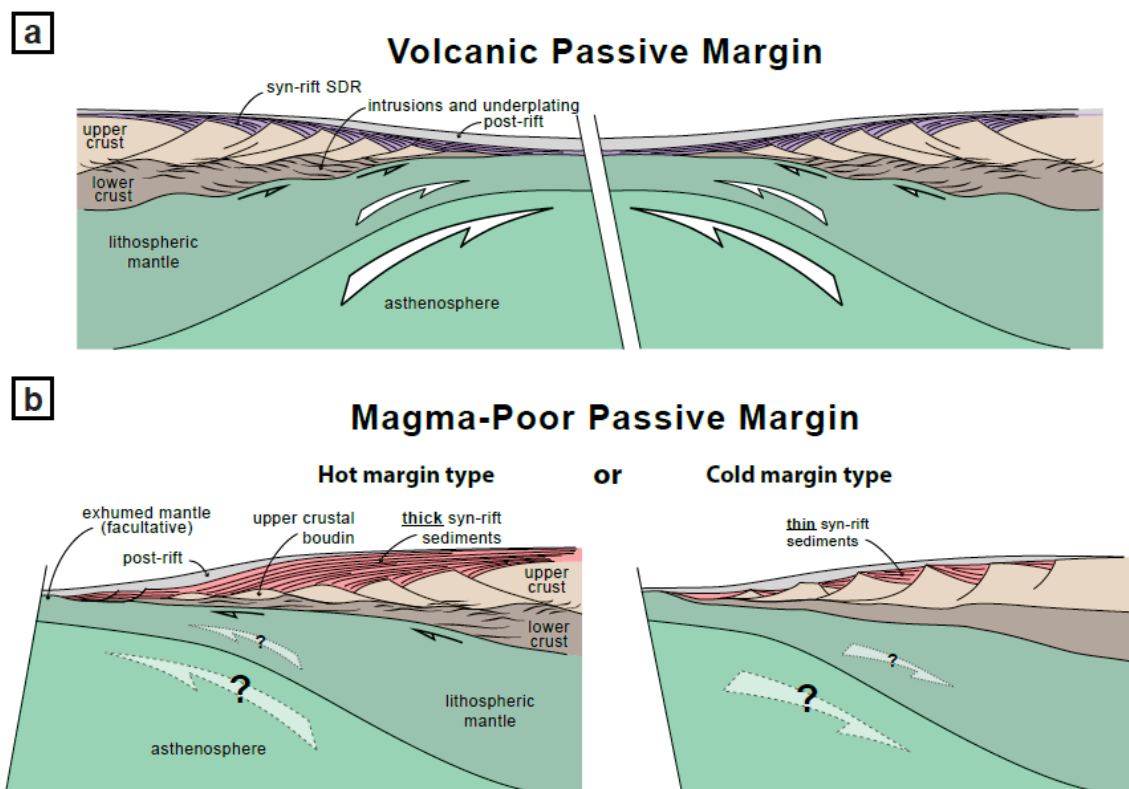 a
Volcanic Passive Margin
syn-rift SDR
intrusions and underplating
post-rift
upper
crust
lower
crust
lithospheric
mantle
asthenosphere
b
Magma-Poor Passive Margin
Hot margin type
or
Cold margin type
exhumed mantle
(facultative)
post-rift
upper crustal
boudin
thick syn-rift
sediments
upper
crust
lower
crust
?
?
lithospheric
mantle
asthenosphere
thin syn-rift
sediments
?
?